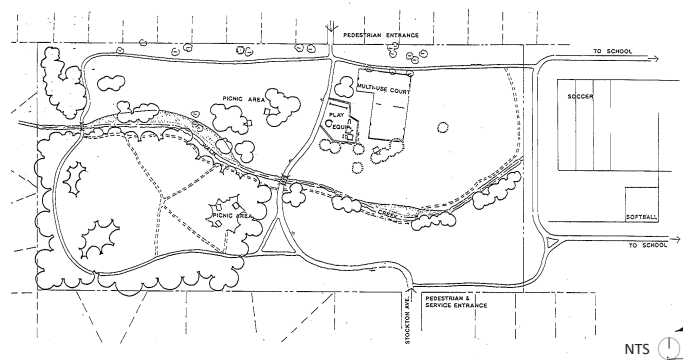 PEDESTRIAN ENTRANCE
TO SCHOOL
MULTI-USE COURT
PICNIC AREA
SOCCER
PLAY
EQUIP.
CREEK
PICNIC AREA
CREEK
SOFTBALL
TO SCHOOL
STOCKTON AVE.
PEDESTRIAN &
SERVICE ENTRANCE
NTS